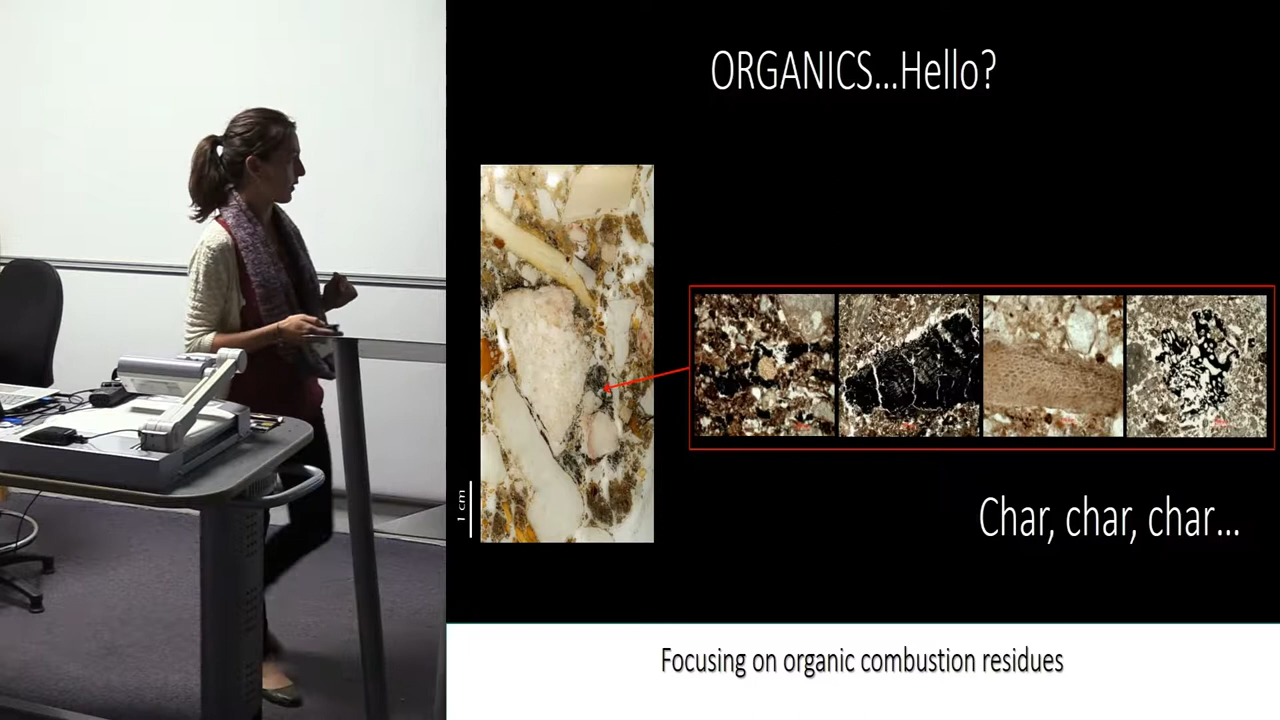 ORGANICS...Hello?
1 cm
Char, char, char...
Focusing on organic combustion residues